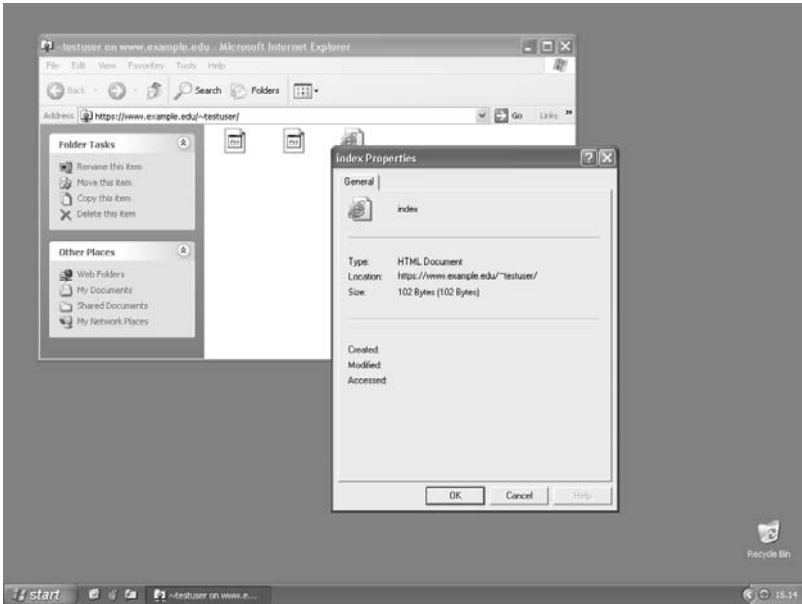 ~testuser on www.example.edu - Microsoft Internet Explorer
File Edit View Favorites Tools Help
Back Search Folders
Address https://www.example.edu/~testuser/ Go Links »
Folder Tasks
Rename this item
Move this item
Copy this item
Delete this item
Other Places
Web Folders
My Documents
Shared Documents
My Network Places
index Properties
General
index
Type: HTML Document
Location: https://www.example.edu/~testuser/
Size: 102 Bytes (102 Bytes)
Created:
Modified:
Accessed:
OK Cancel Help
Recycle Bin
start ~testuser on www.e... 15.14